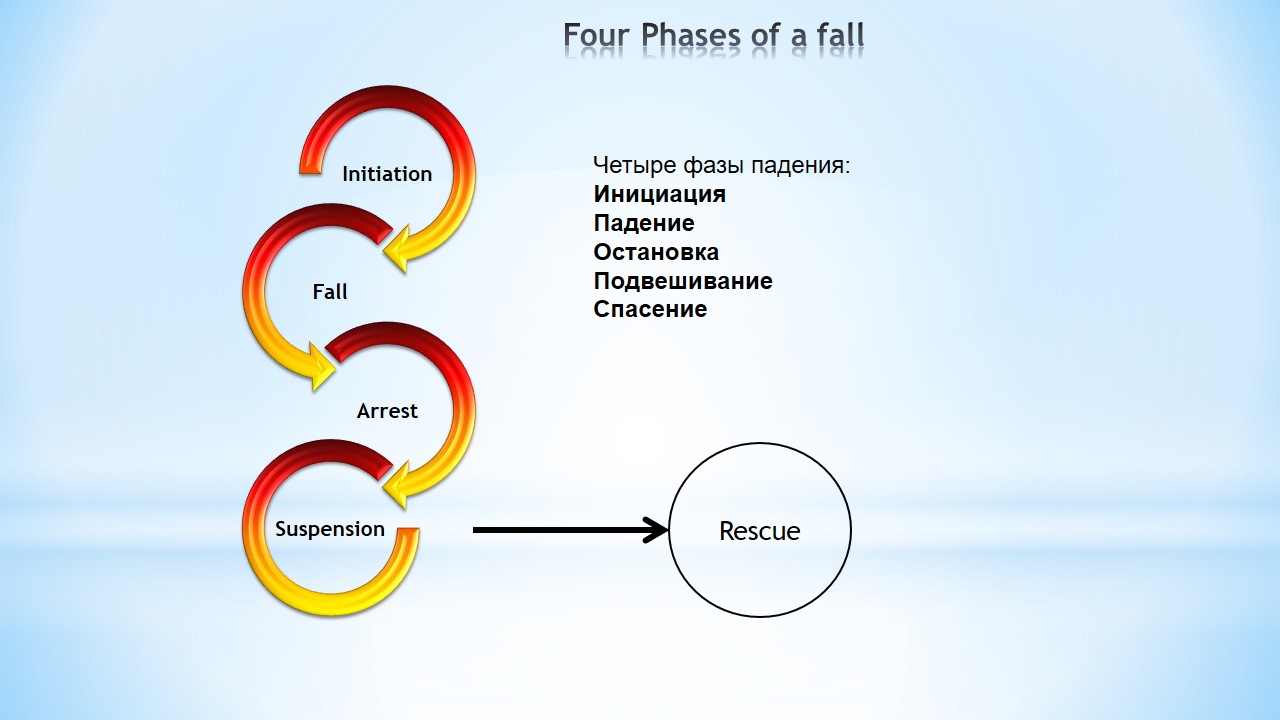 Four Phases of a fall
Initiation
Fall
Arrest
Suspension
Четыре фазы падения:
Инициация
Падение
Остановка
Подвешивание
Спасение
Rescue